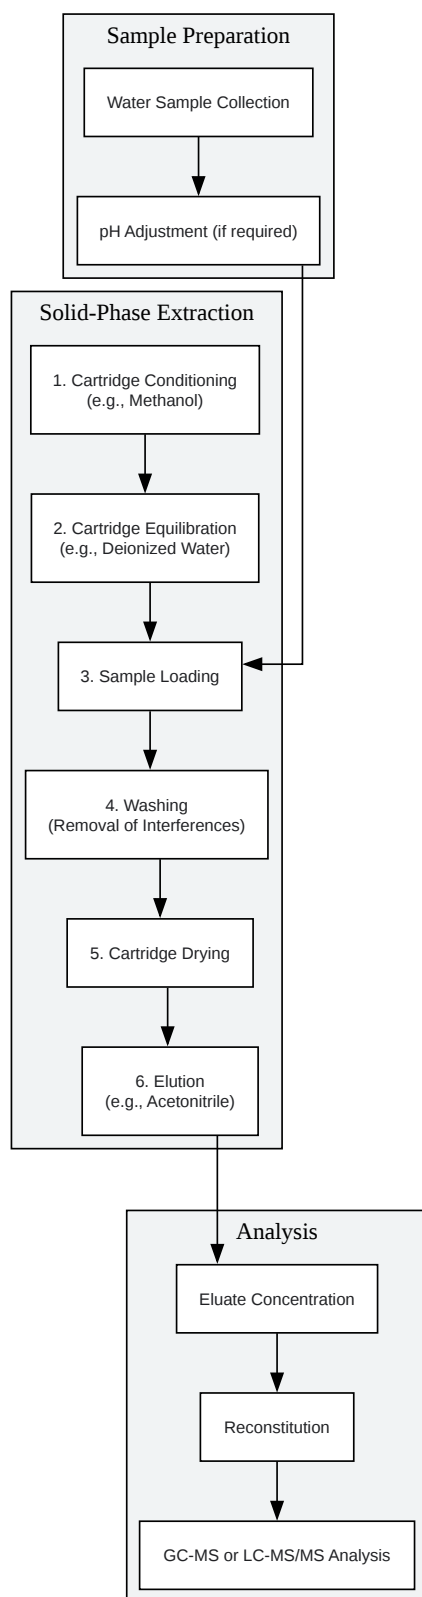 Sample Preparation
Water Sample Collection
pH Adjustment (if required)
Solid-Phase Extraction
1. Cartridge Conditioning
(e.g., Methanol)
2. Cartridge Equilibration
(e.g., Deionized Water)
3. Sample Loading
4. Washing
(Removal of Interferences)
5. Cartridge Drying
6. Elution
(e.g., Acetonitrile)
Analysis
Eluate Concentration
Reconstitution
GC-MS or LC-MS/MS Analysis